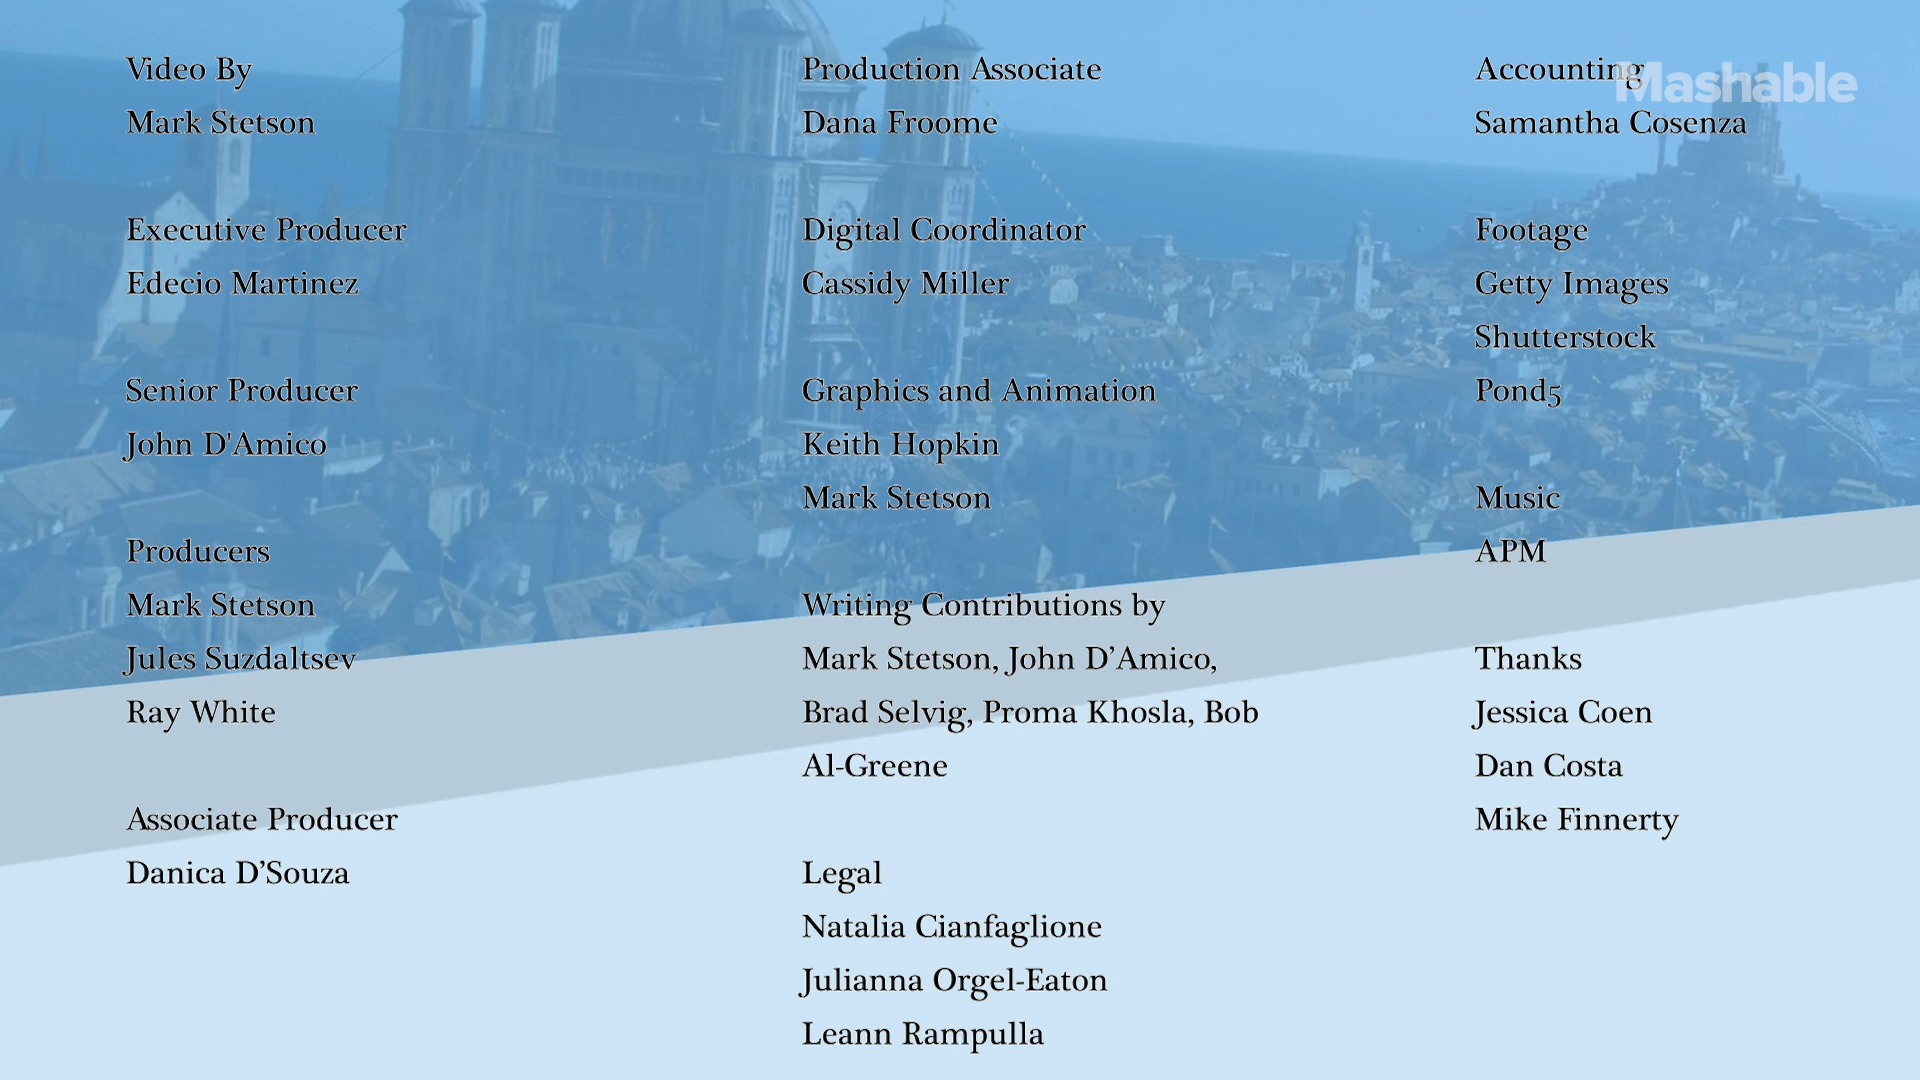 Video By
Mark Stetson
Executive Producer
Edecio Martinez
Senior Producer
John D'Amico
Producers
Mark Stetson
Jules Suzdaltsev
Ray White
Associate Producer
Danica D’Souza
Production Associate
Dana Froome
Digital Coordinator
Cassidy Miller
Graphics and Animation
Keith Hopkin
Mark Stetson
Writing Contributions by
Mark Stetson, John D’Amico,
Brad Selvig, Proma Khosla, Bob
Al-Greene
Legal
Natalia Cianfaglione
Julianna Orgel-Eaton
Leann Rampulla
Accounting
Mashable
Samantha Cosenza
Footage
Getty Images
Shutterstock
Pond5
Music
APM
Thanks
Jessica Coen
Dan Costa
Mike Finnerty